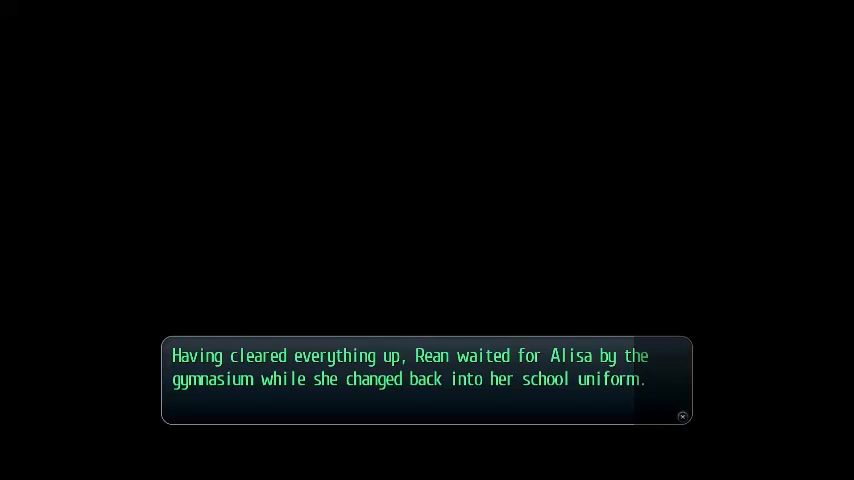 Having cleared everything up, Rean waited for Alisa by the
gymnasium while she changed back into her school uniform.